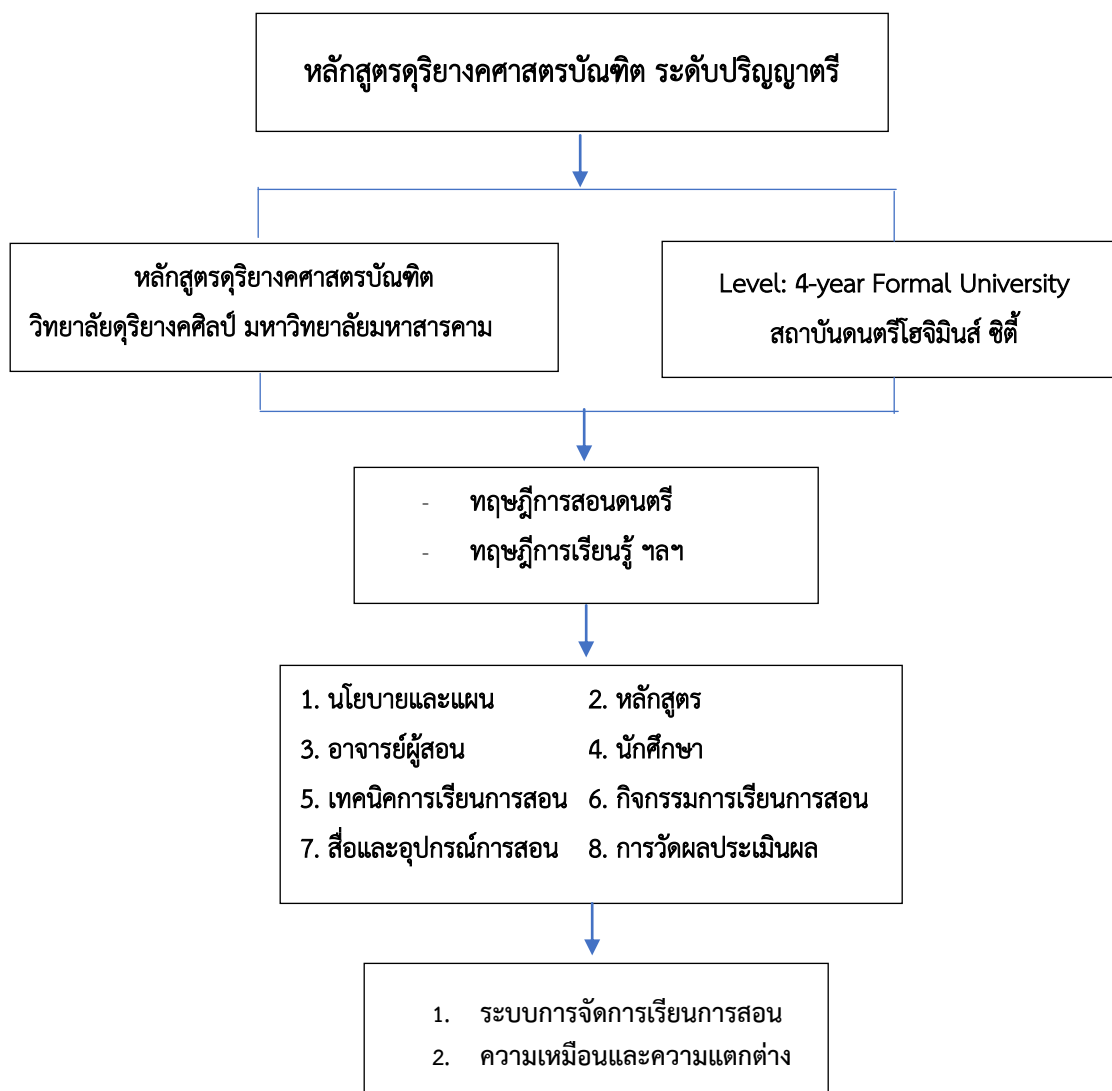 หลักสูตรดุริยางคศาสตรบัณฑิต ระดับปริญญาตรี
หลักสูตรดุริยางคศาสตรบัณฑิต
วิทยาลัยดุริยางคศิลป์ มหาวิทยาลัยมหาสารคาม
Level: 4-year Formal University
สถาบันดนตรีโฮจิมินส์ ซิตี้
- ทฤษฎีการสอนดนตรี
- ทฤษฎีการเรียนรู้ ฯลฯ
1. นโยบายและแผน 2. หลักสูตร
3. อาจารย์ผู้สอน 4. นักศึกษา
5. เทคนิคการเรียนการสอน 6. กิจกรรมการเรียนการสอน
7. สื่อและอุปกรณ์การสอน 8. การวัดผลประเมินผล
1. ระบบการจัดการเรียนการสอน
2. ความเหมือนและความแตกต่าง